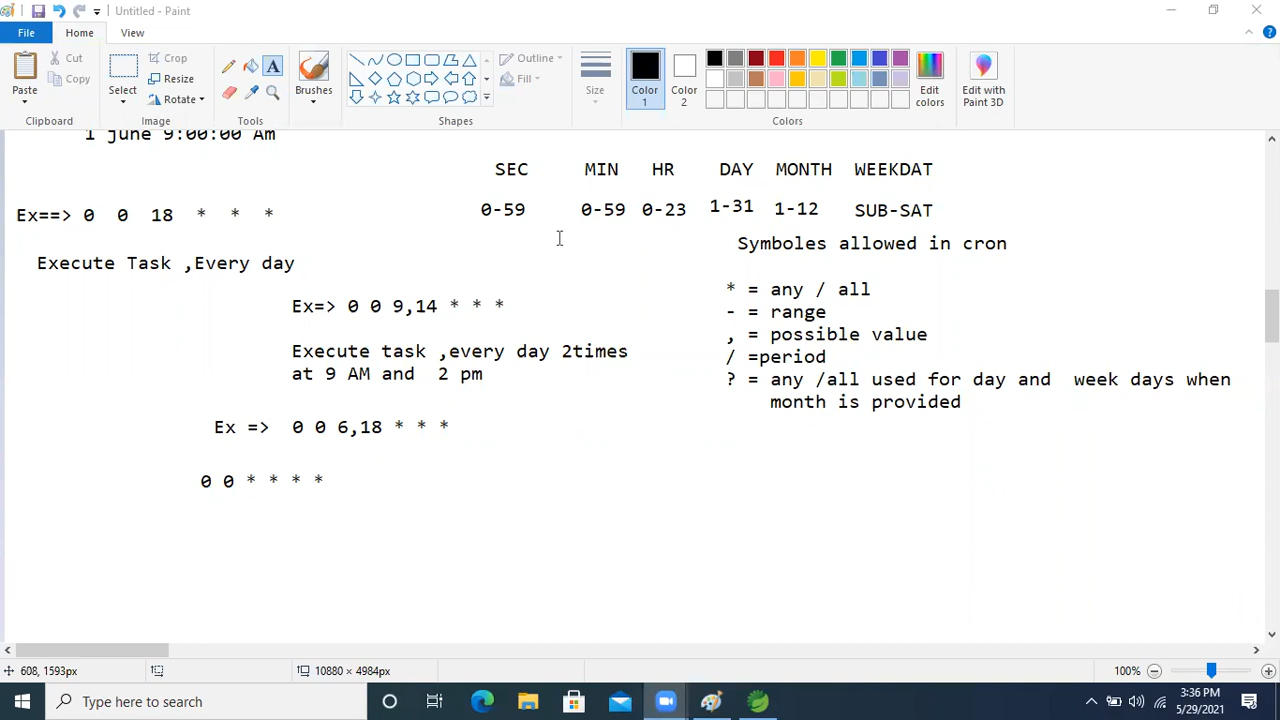 Untitled - Paint
File Home View
Paste
Cut
Copy
Clipboard
Select
Crop
Resize
Rotate
Image
Tools
Brushes
Outline
Fill
Shapes
Size
Color 1
Color 2
Edit colors
Colors
Edit with Paint 3D
1 june 9:00:00 Am
SEC MIN HR DAY MONTH WEEKDAT
0-59 0-59 0-23 1-31 1-12 SUB-SAT
Ex==> 0 0 18 * * *
Symboles allowed in cron
Execute Task ,Every day
* = any / all
Ex=> 0 0 9,14 * * *
- = range
, = possible value
Execute task ,every day 2times
at 9 AM and 2 pm
/ =period
? = any /all used for day and week days when
month is provided
Ex => 0 0 6,18 * * *
0 0 * * * *
608, 1593px
10880 × 4984px
100%
Type here to search
3:36 PM
5/29/2021